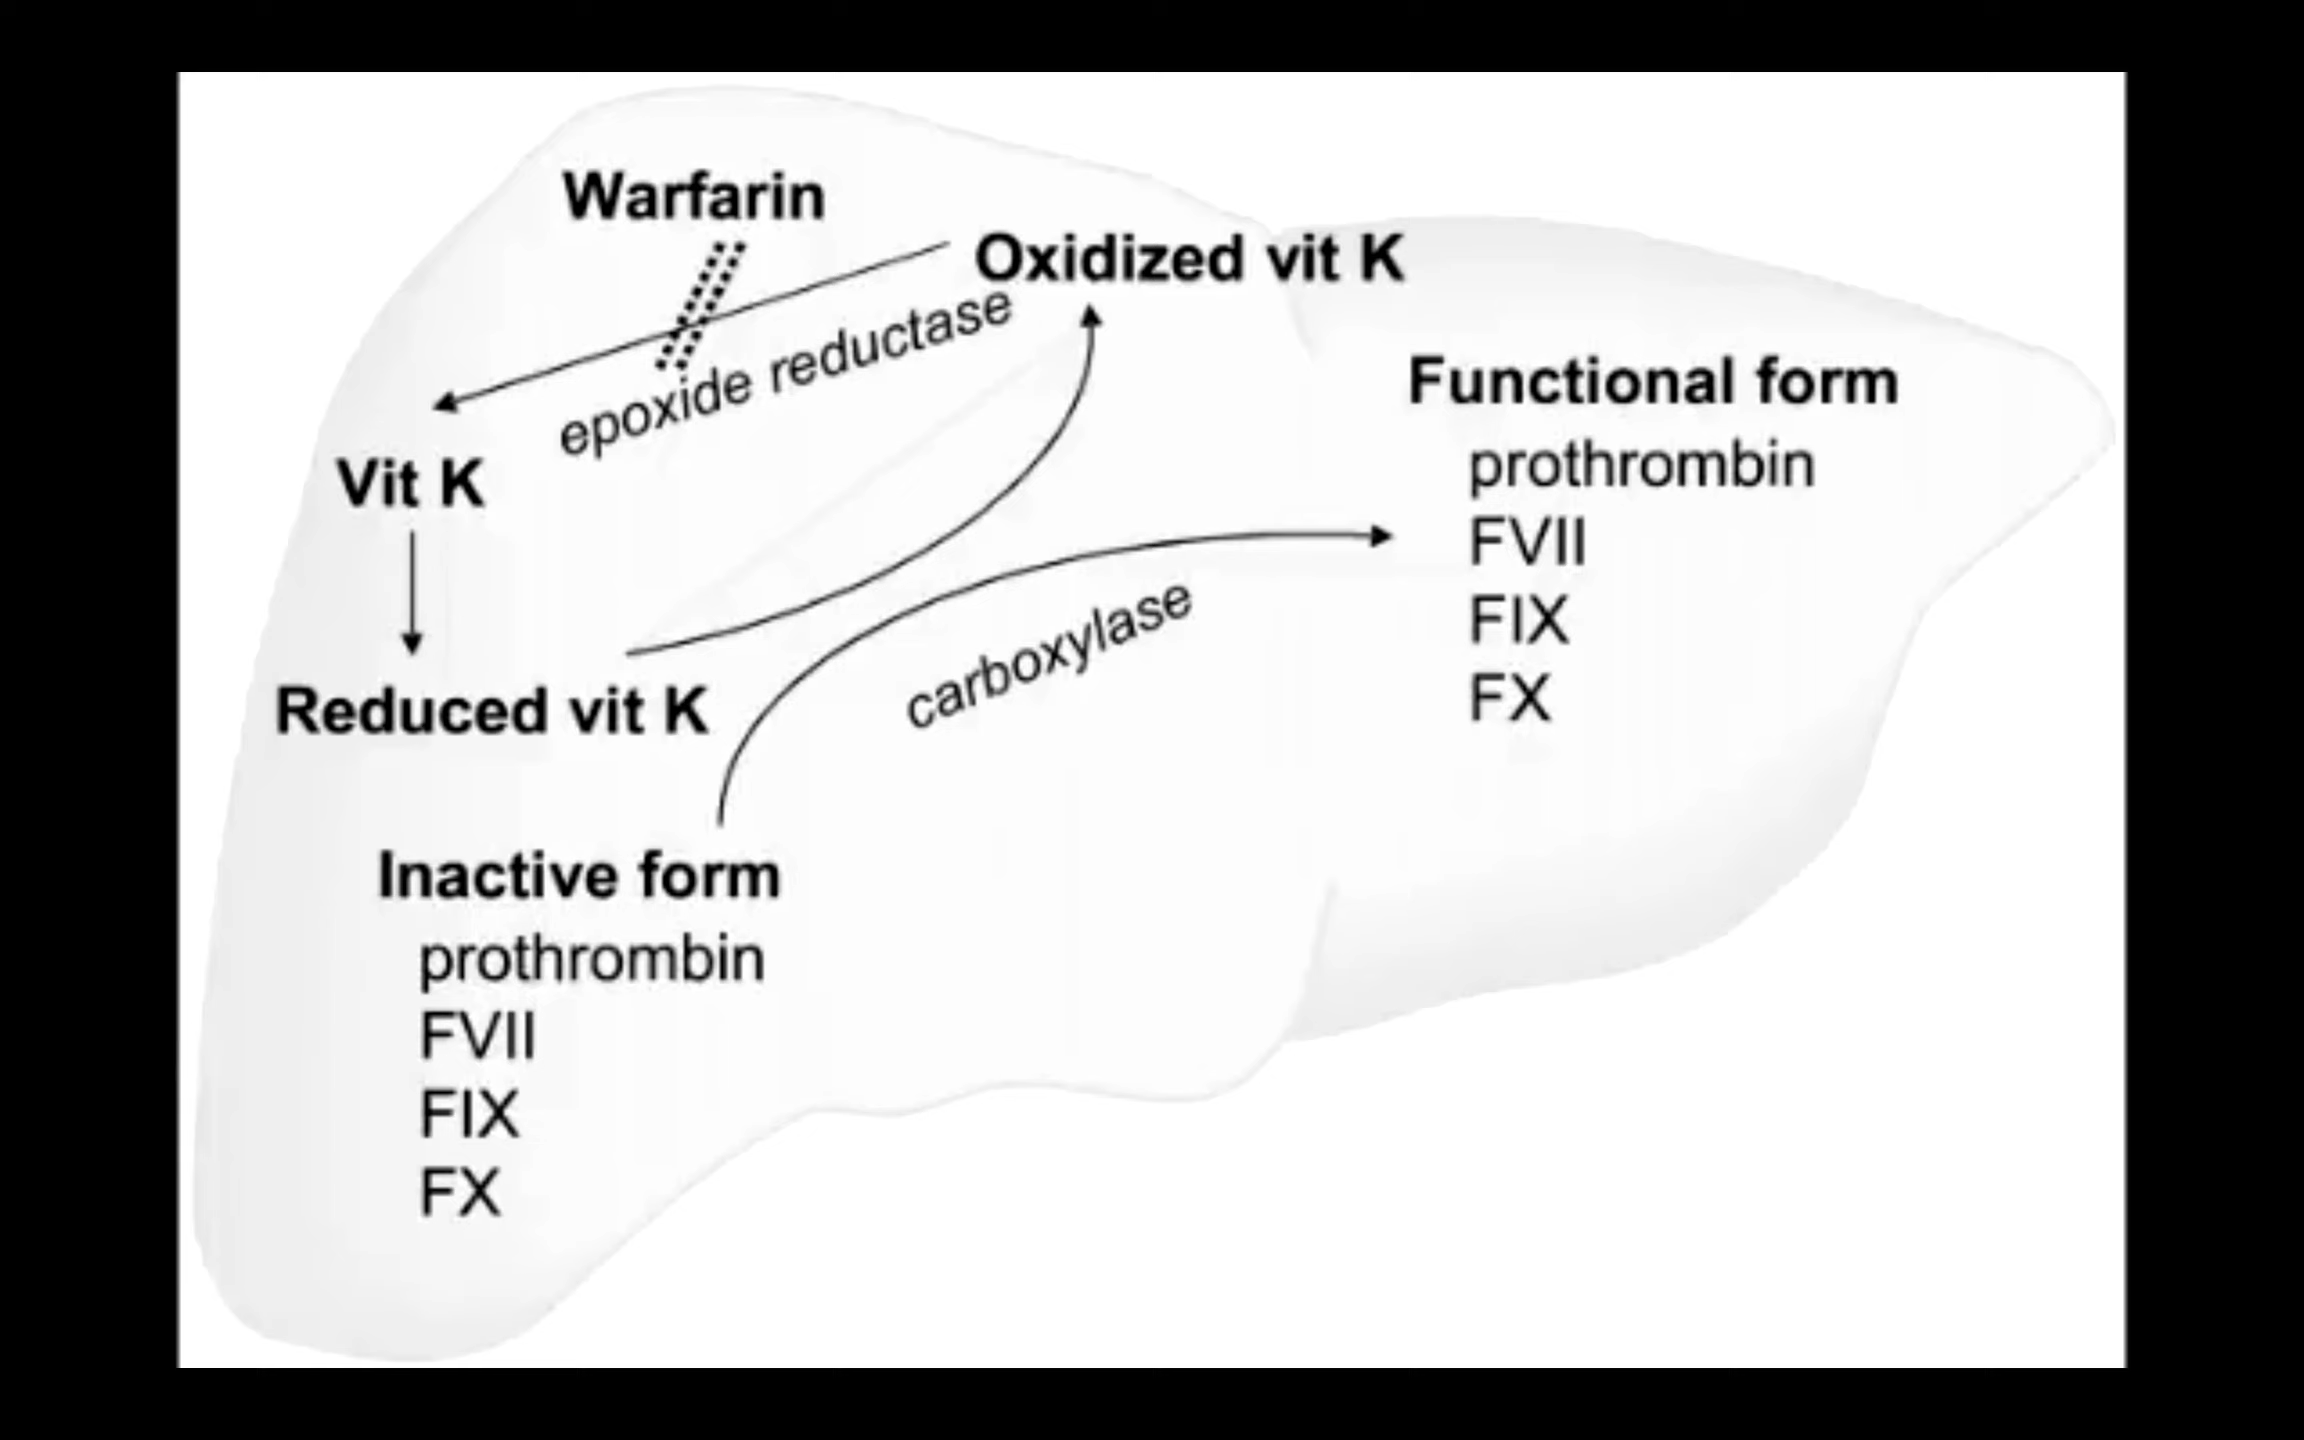 Warfarin
Oxidized vit K
epoxide reductase
Vit K
Reduced vit K
carboxylase
Functional form
prothrombin
FVII
FIX
FX
Inactive form
prothrombin
FVII
FIX
FX